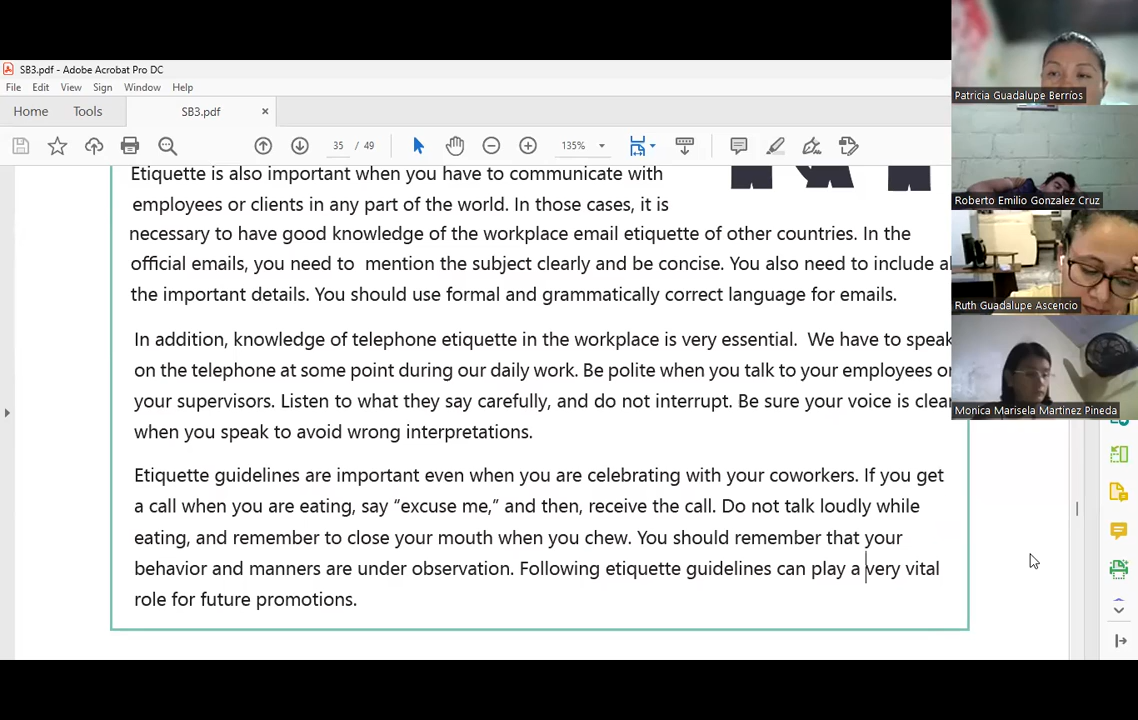 SB3.pdf - Adobe Acrobat Pro DC
File Edit View Sign Window Help
Home Tools SB3.pdf ×
35 / 49 135%
Etiquette is also important when you have to communicate with
employees or clients in any part of the world. In those cases, it is
necessary to have good knowledge of the workplace email etiquette of other countries. In the
official emails, you need to mention the subject clearly and be concise. You also need to include al
the important details. You should use formal and grammatically correct language for emails.
In addition, knowledge of telephone etiquette in the workplace is very essential. We have to speak
on the telephone at some point during our daily work. Be polite when you talk to your employees or
your supervisors. Listen to what they say carefully, and do not interrupt. Be sure your voice is clear
when you speak to avoid wrong interpretations.
Etiquette guidelines are important even when you are celebrating with your coworkers. If you get
a call when you are eating, say “excuse me,” and then, receive the call. Do not talk loudly while
eating, and remember to close your mouth when you chew. You should remember that your
behavior and manners are under observation. Following etiquette guidelines can play a very vital
role for future promotions.
Patricia Guadalupe Berríos
Roberto Emilio Gonzalez Cruz
Ruth Guadalupe Ascencio
Monica Marisela Martinez Pineda